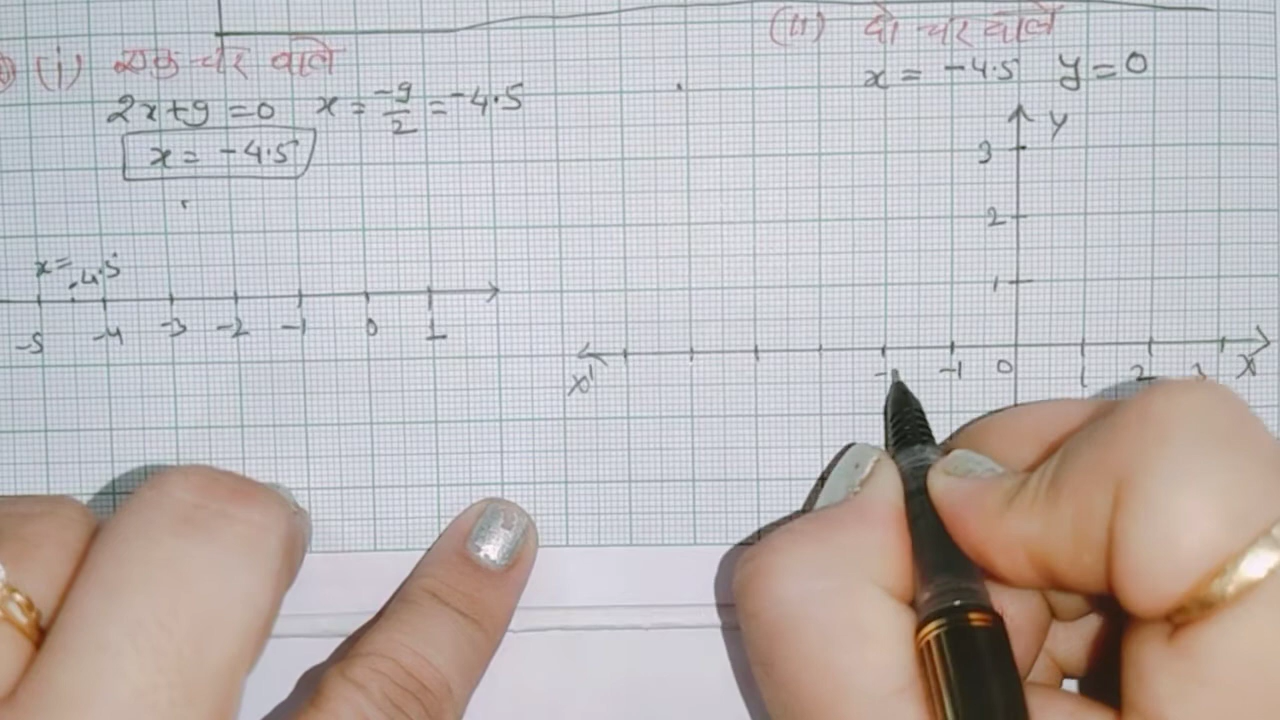 (i) एक चर वाले
2x+9=0 x = -9/2 = -4.5
x = -4.5
x = -4.5
-5 -4 -3 -2 -1 0 1
(ii) दो चर वाले
x = -4.5 y=0
y
3
2
1
X' -1 0 1 2 3 X